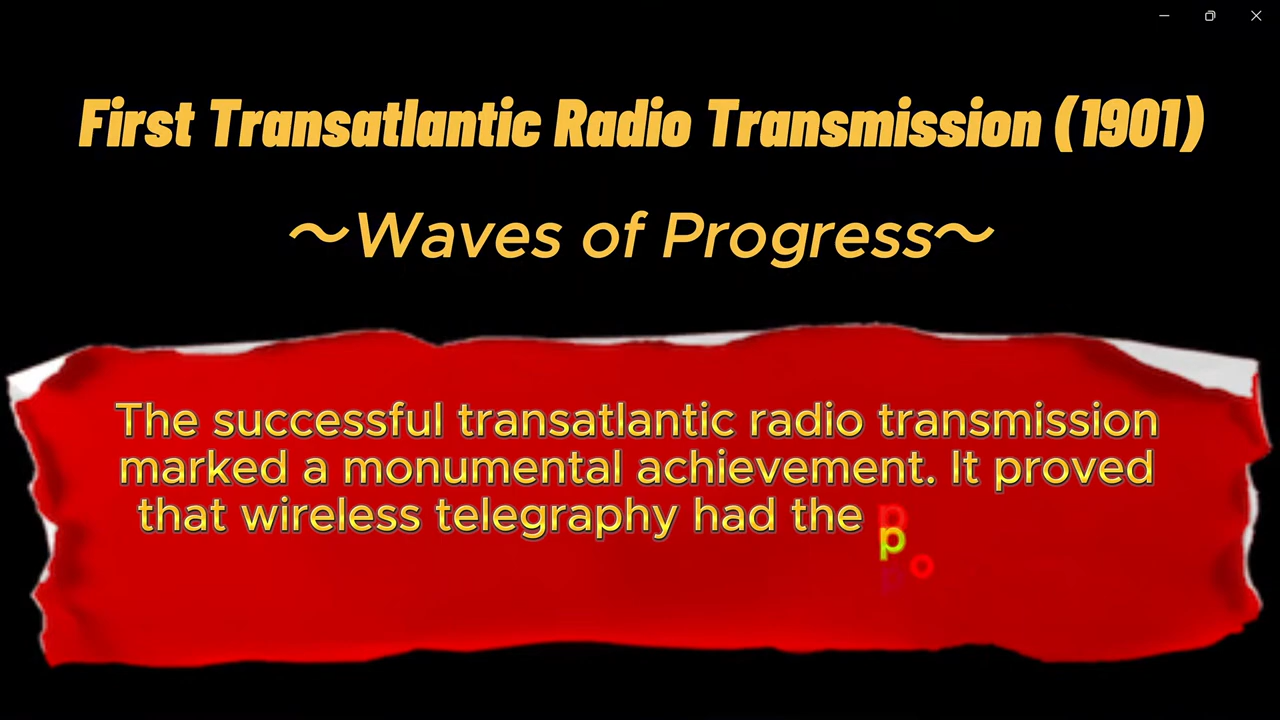 First Transatlantic Radio Transmission (1901)
~Waves of Progress~
The successful transatlantic radio transmission
marked a monumental achievement. It proved
that wireless telegraphy had the